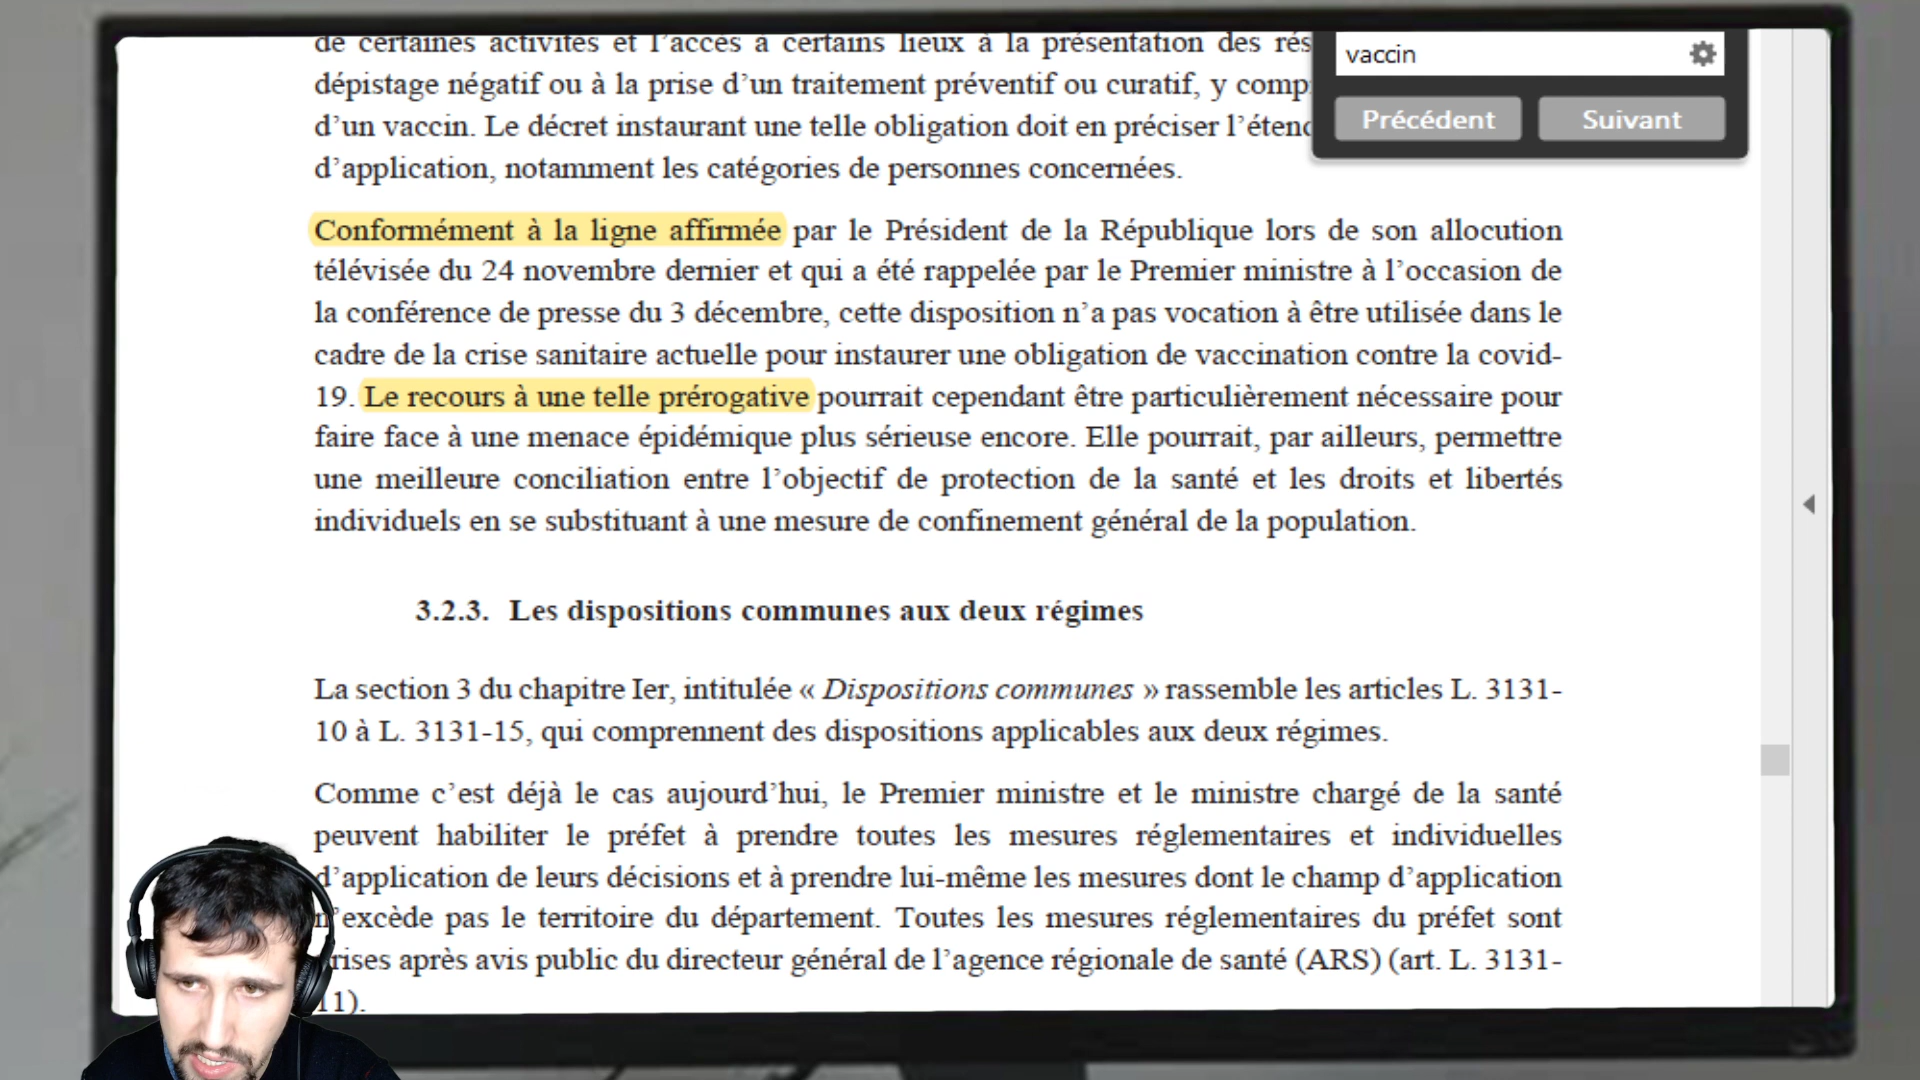 de certaines activités et l'accès à certains lieux à la présentation des rés
dépistage négatif ou à la prise d'un traitement préventif ou curatif, y comp
d'un vaccin. Le décret instaurant une telle obligation doit en préciser l'étend
d'application, notamment les catégories de personnes concernées.
vaccin
Précédent Suivant
Conformément à la ligne affirmée par le Président de la République lors de son allocution
télévisée du 24 novembre dernier et qui a été rappelée par le Premier ministre à l'occasion de
la conférence de presse du 3 décembre, cette disposition n'a pas vocation à être utilisée dans le
cadre de la crise sanitaire actuelle pour instaurer une obligation de vaccination contre la covid-
19. Le recours à une telle prérogative pourrait cependant être particulièrement nécessaire pour
faire face à une menace épidémique plus sérieuse encore. Elle pourrait, par ailleurs, permettre
une meilleure conciliation entre l'objectif de protection de la santé et les droits et libertés
individuels en se substituant à une mesure de confinement général de la population.
3.2.3. Les dispositions communes aux deux régimes
La section 3 du chapitre Ier, intitulée « Dispositions communes » rassemble les articles L. 3131-
10 à L. 3131-15, qui comprennent des dispositions applicables aux deux régimes.
Comme c'est déjà le cas aujourd'hui, le Premier ministre et le ministre chargé de la santé
peuvent habiliter le préfet à prendre toutes les mesures réglementaires et individuelles
d'application de leurs décisions et à prendre lui-même les mesures dont le champ d'application
n'excède pas le territoire du département. Toutes les mesures réglementaires du préfet sont
rises après avis public du directeur général de l'agence régionale de santé (ARS) (art. L. 3131-
11).